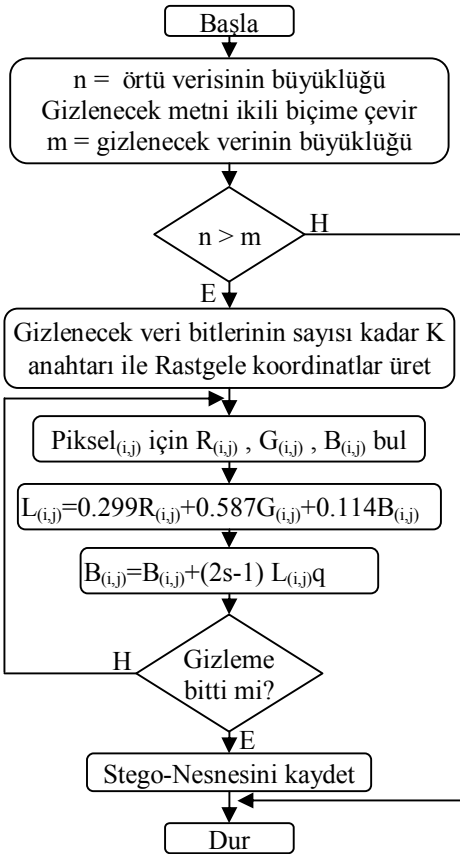 Başla
n = örtü verisinin büyüklüğü
Gizlenecek metni ikili biçime çevir
m = gizlenecek verinin büyüklüğü
n > m
H
E
Gizlenecek veri bitlerinin sayısı kadar K
anahtarı ile Rastgele koordinatlar üret
Piksel(i,j) için R(i,j) , G(i,j) , B(i,j) bul
L(i,j)=0.299R(i,j)+0.587G(i,j)+0.114B(i,j)
B(i,j)=B(i,j)+(2s-1) L(i,j)q
H
Gizleme
bitti mi?
E
Stego-Nesnesini kaydet
Dur